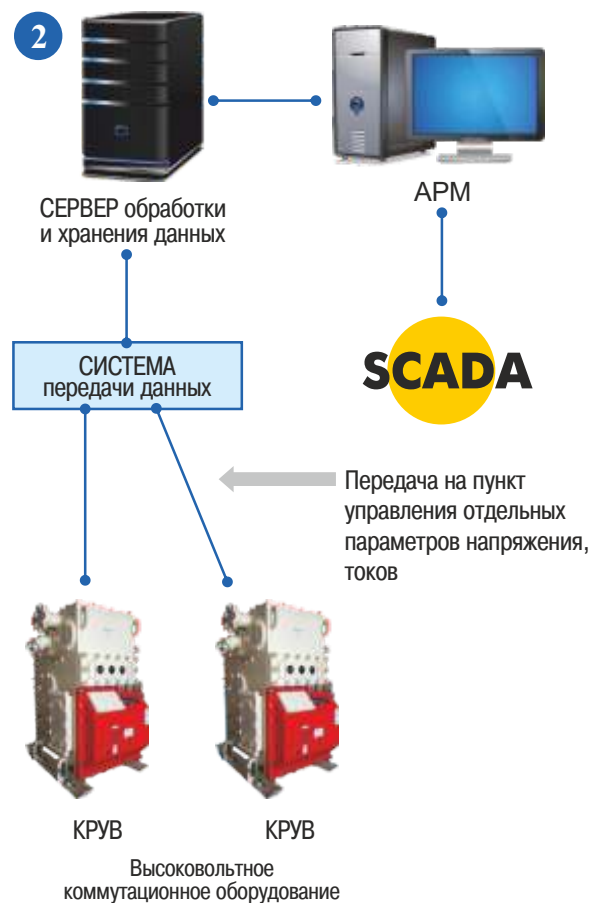 2
СЕРВЕР обработки
и хранения данных
АРМ
СИСТЕМА
передачи данных
SCADA
Передача на пункт
управления отдельных
параметров напряжения,
токов
КРУВ
КРУВ
Высоковольтное
коммутационное оборудование